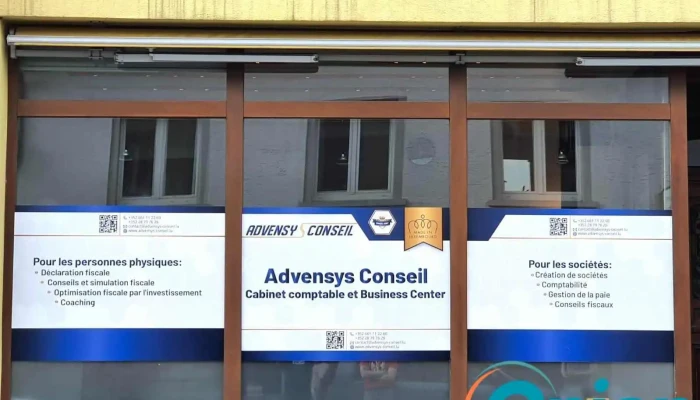 Pour les personnes physiques:
Déclaration fiscale
Conseils et simulation fiscale
Optimisation fiscale par l'investissement
Coaching
ADVENSYS CONSEIL
Advensys Conseil
Cabinet comptable et Business Center
Pour les sociétés:
Création de sociétés
Comptabilité
Gestion de la paie
Conseils fiscaux